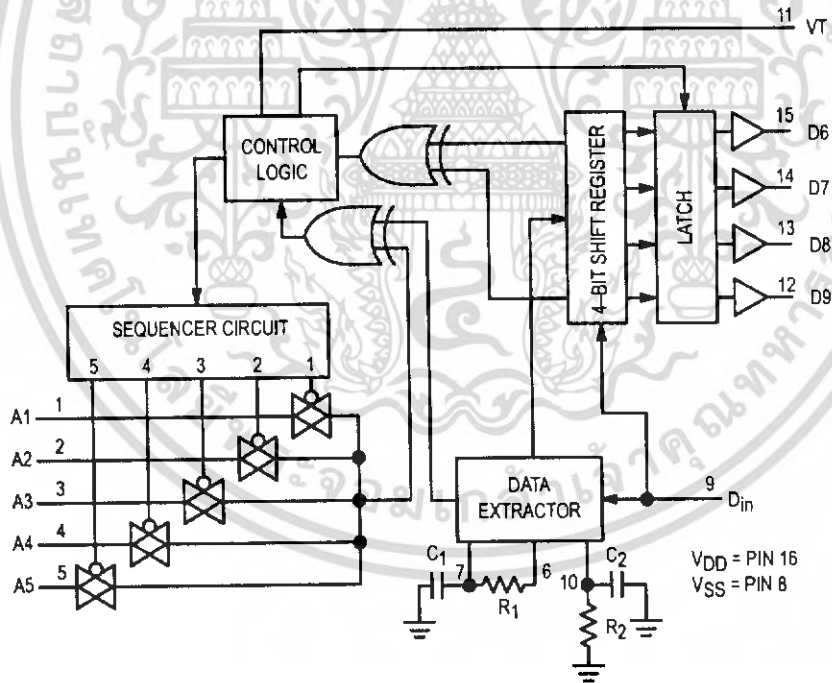 11 VT
15 D6
CONTROL LOGIC
4-BIT SHIFT REGISTER
LATCH
14 D7
13 D8
12 D9
SEQUENCER CIRCUIT
5 4 3 2 1
A1 1
A2 2
A3 3
A4 4
A5 5
DATA EXTRACTOR
9 Din
C1 7 R1 6 10 C2 R2
VDD = PIN 16
VSS = PIN 8